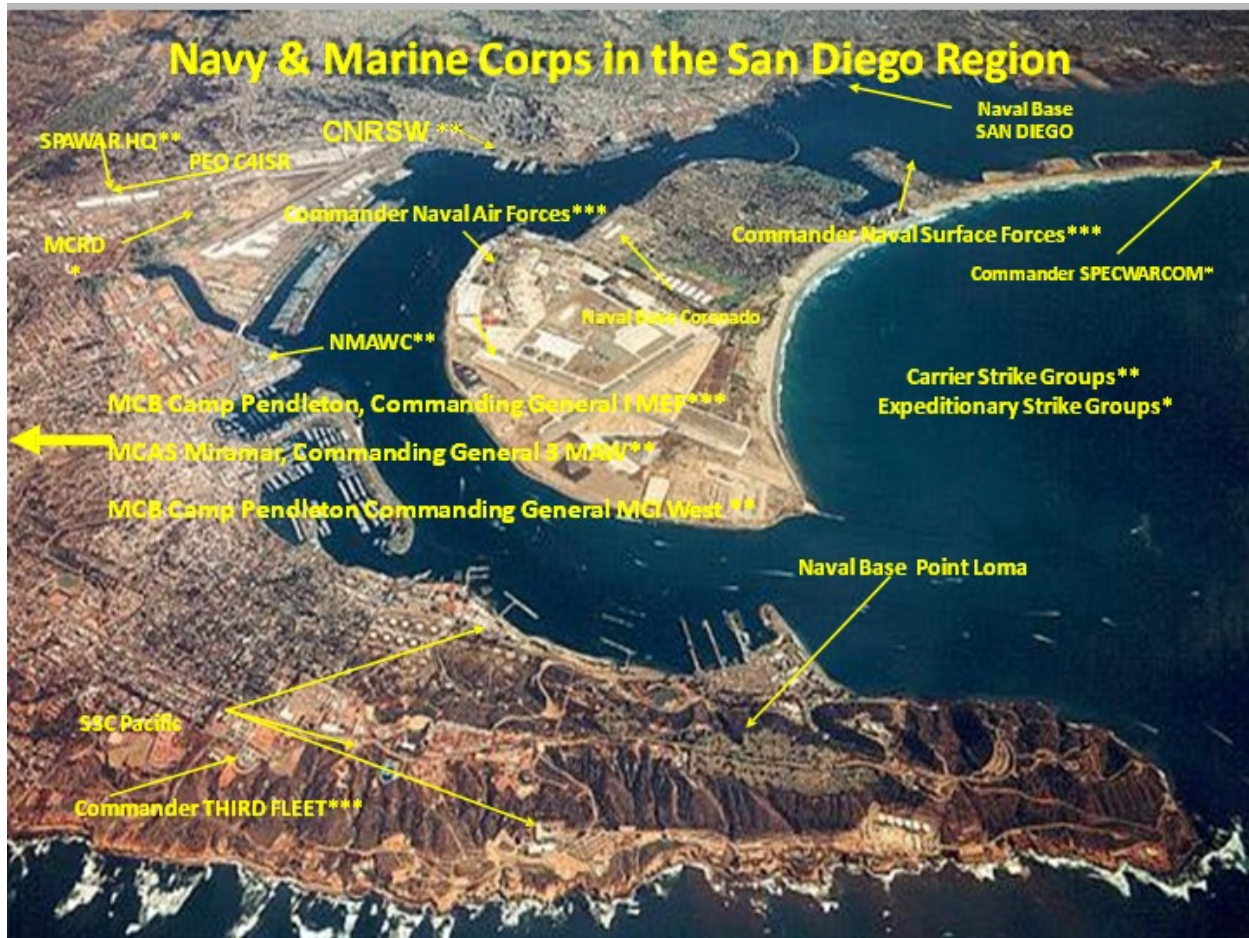 Navy & Marine Corps in the San Diego Region
Naval Base
SAN DIEGO
SPAWAR HQ**
CNRSW **
PEO C4ISR
Commander Naval Air Forces***
MCRD
*
Commander Naval Surface Forces***
Commander SPECWARCOM*
Naval Base Coronado
NMAWC**
Carrier Strike Groups**
Expeditionary Strike Groups*
MCB Camp Pendleton, Commanding General I MEF***
MCAS Miramar, Commanding General 3 MAW**
MCB Camp Pendleton Commanding General MCI West **
Naval Base Point Loma
SSC Pacific
Commander THIRD FLEET***